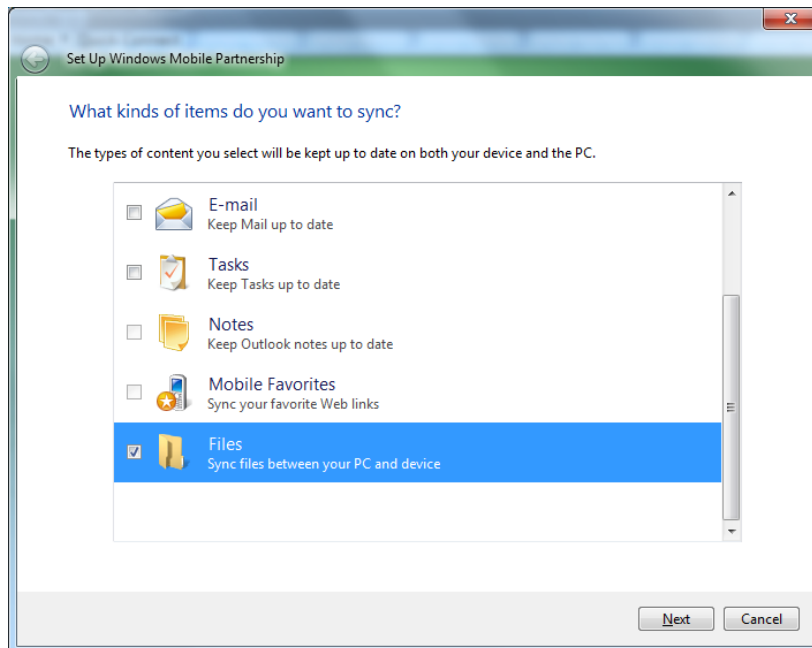 Set Up Windows Mobile Partnership
What kinds of items do you want to sync?
The types of content you select will be kept up to date on both your device and the PC.
E-mail
Keep Mail up to date
Tasks
Keep Tasks up to date
Notes
Keep Outlook notes up to date
Mobile Favorites
Sync your favorite Web links
Files
Sync files between your PC and device
Next
Cancel